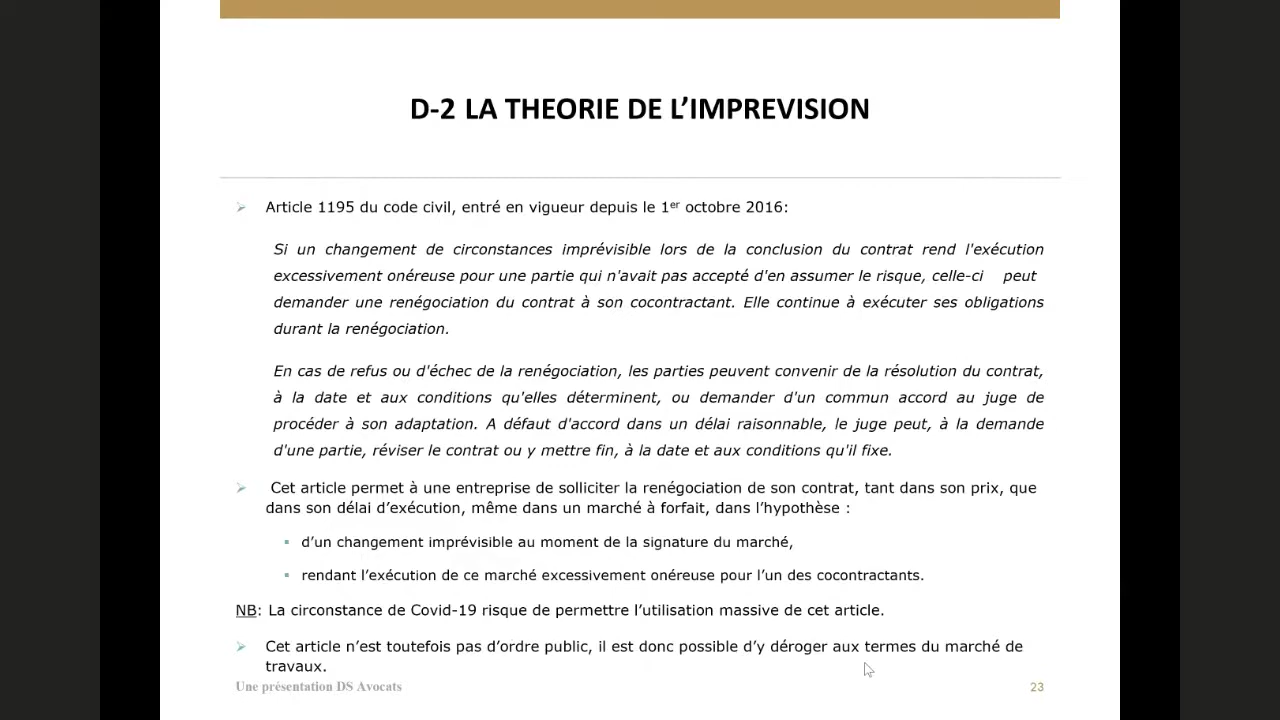 D-2 LA THEORIE DE L’IMPREVISION
Article 1195 du code civil, entré en vigueur depuis le 1er octobre 2016:
Si un changement de circonstances imprévisible lors de la conclusion du contrat rend l'exécution
excessivement onéreuse pour une partie qui n'avait pas accepté d'en assumer le risque, celle-ci peut
demander une renégociation du contrat à son cocontractant. Elle continue à exécuter ses obligations
durant la renégociation.
En cas de refus ou d'échec de la renégociation, les parties peuvent convenir de la résolution du contrat,
à la date et aux conditions qu'elles déterminent, ou demander d'un commun accord au juge de
procéder à son adaptation. A défaut d'accord dans un délai raisonnable, le juge peut, à la demande
d'une partie, réviser le contrat ou y mettre fin, à la date et aux conditions qu'il fixe.
Cet article permet à une entreprise de solliciter la renégociation de son contrat, tant dans son prix, que
dans son délai d’exécution, même dans un marché à forfait, dans l’hypothèse :
d’un changement imprévisible au moment de la signature du marché,
rendant l’exécution de ce marché excessivement onéreuse pour l’un des cocontractants.
NB: La circonstance de Covid-19 risque de permettre l’utilisation massive de cet article.
Cet article n’est toutefois pas d’ordre public, il est donc possible d’y déroger aux termes du marché de
travaux.
Une présentation DS Avocats
23